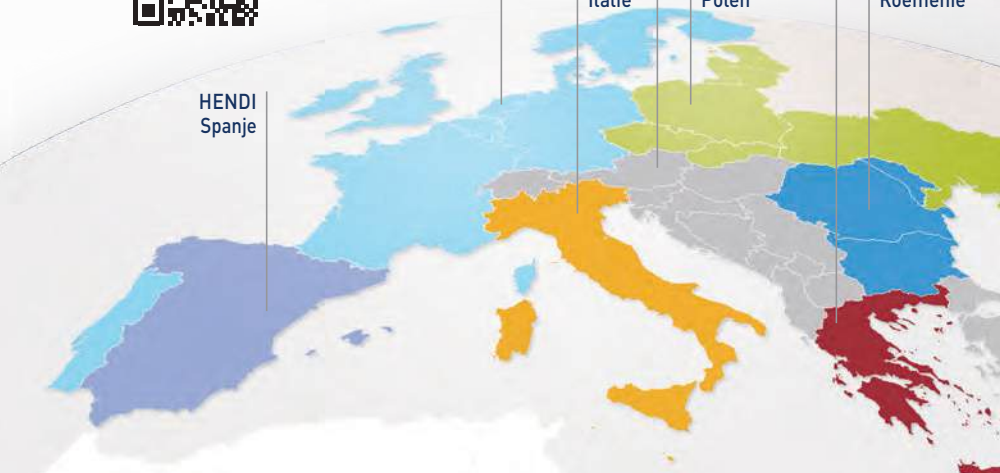 Italië
Polen
Roemenië
HENDI
Spanje